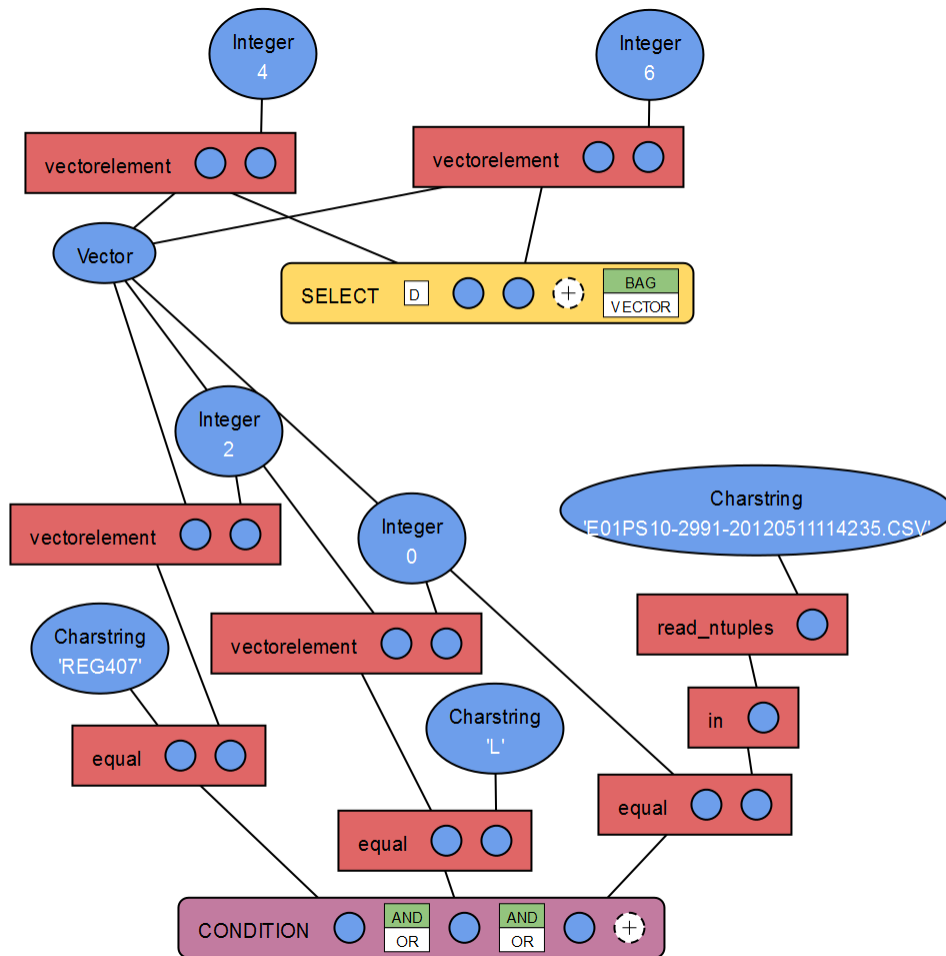 Integer
4
Integer
6
vectorelement
vectorelement
Vector
SELECT D BAG
VECTOR
Integer
2
Charstring
'E01PS10-2991-20120511114235.CSV'
Integer
0
vectorelement
Charstring
'REG407'
read_ntuples
vectorelement
Charstring
'L'
in
equal
equal
equal
CONDITION AND AND +
OR OR